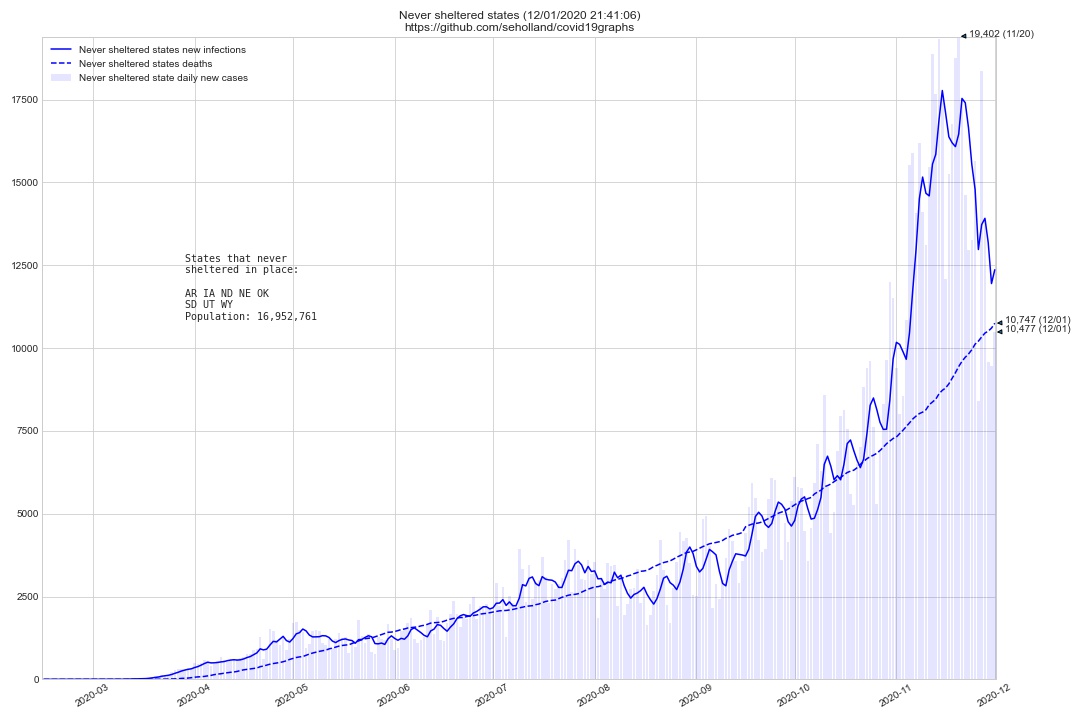 Never sheltered states (12/01/2020 21:41:06)
https://github.com/seholland/covid19graphs
19,402 (11/20)
Never sheltered states new infections
Never sheltered states deaths
Never sheltered state daily new cases
17500
15000
12500
10000
7500
5000
2500
0
States that never
sheltered in place:
AR IA ND NE OK
SD UT WY
Population: 16,952,761
10,747 (12/01)
10,477 (12/01)
2020-03
2020-04
2020-05
2020-06
2020-07
2020-08
2020-09
2020-10
2020-11
2020-12